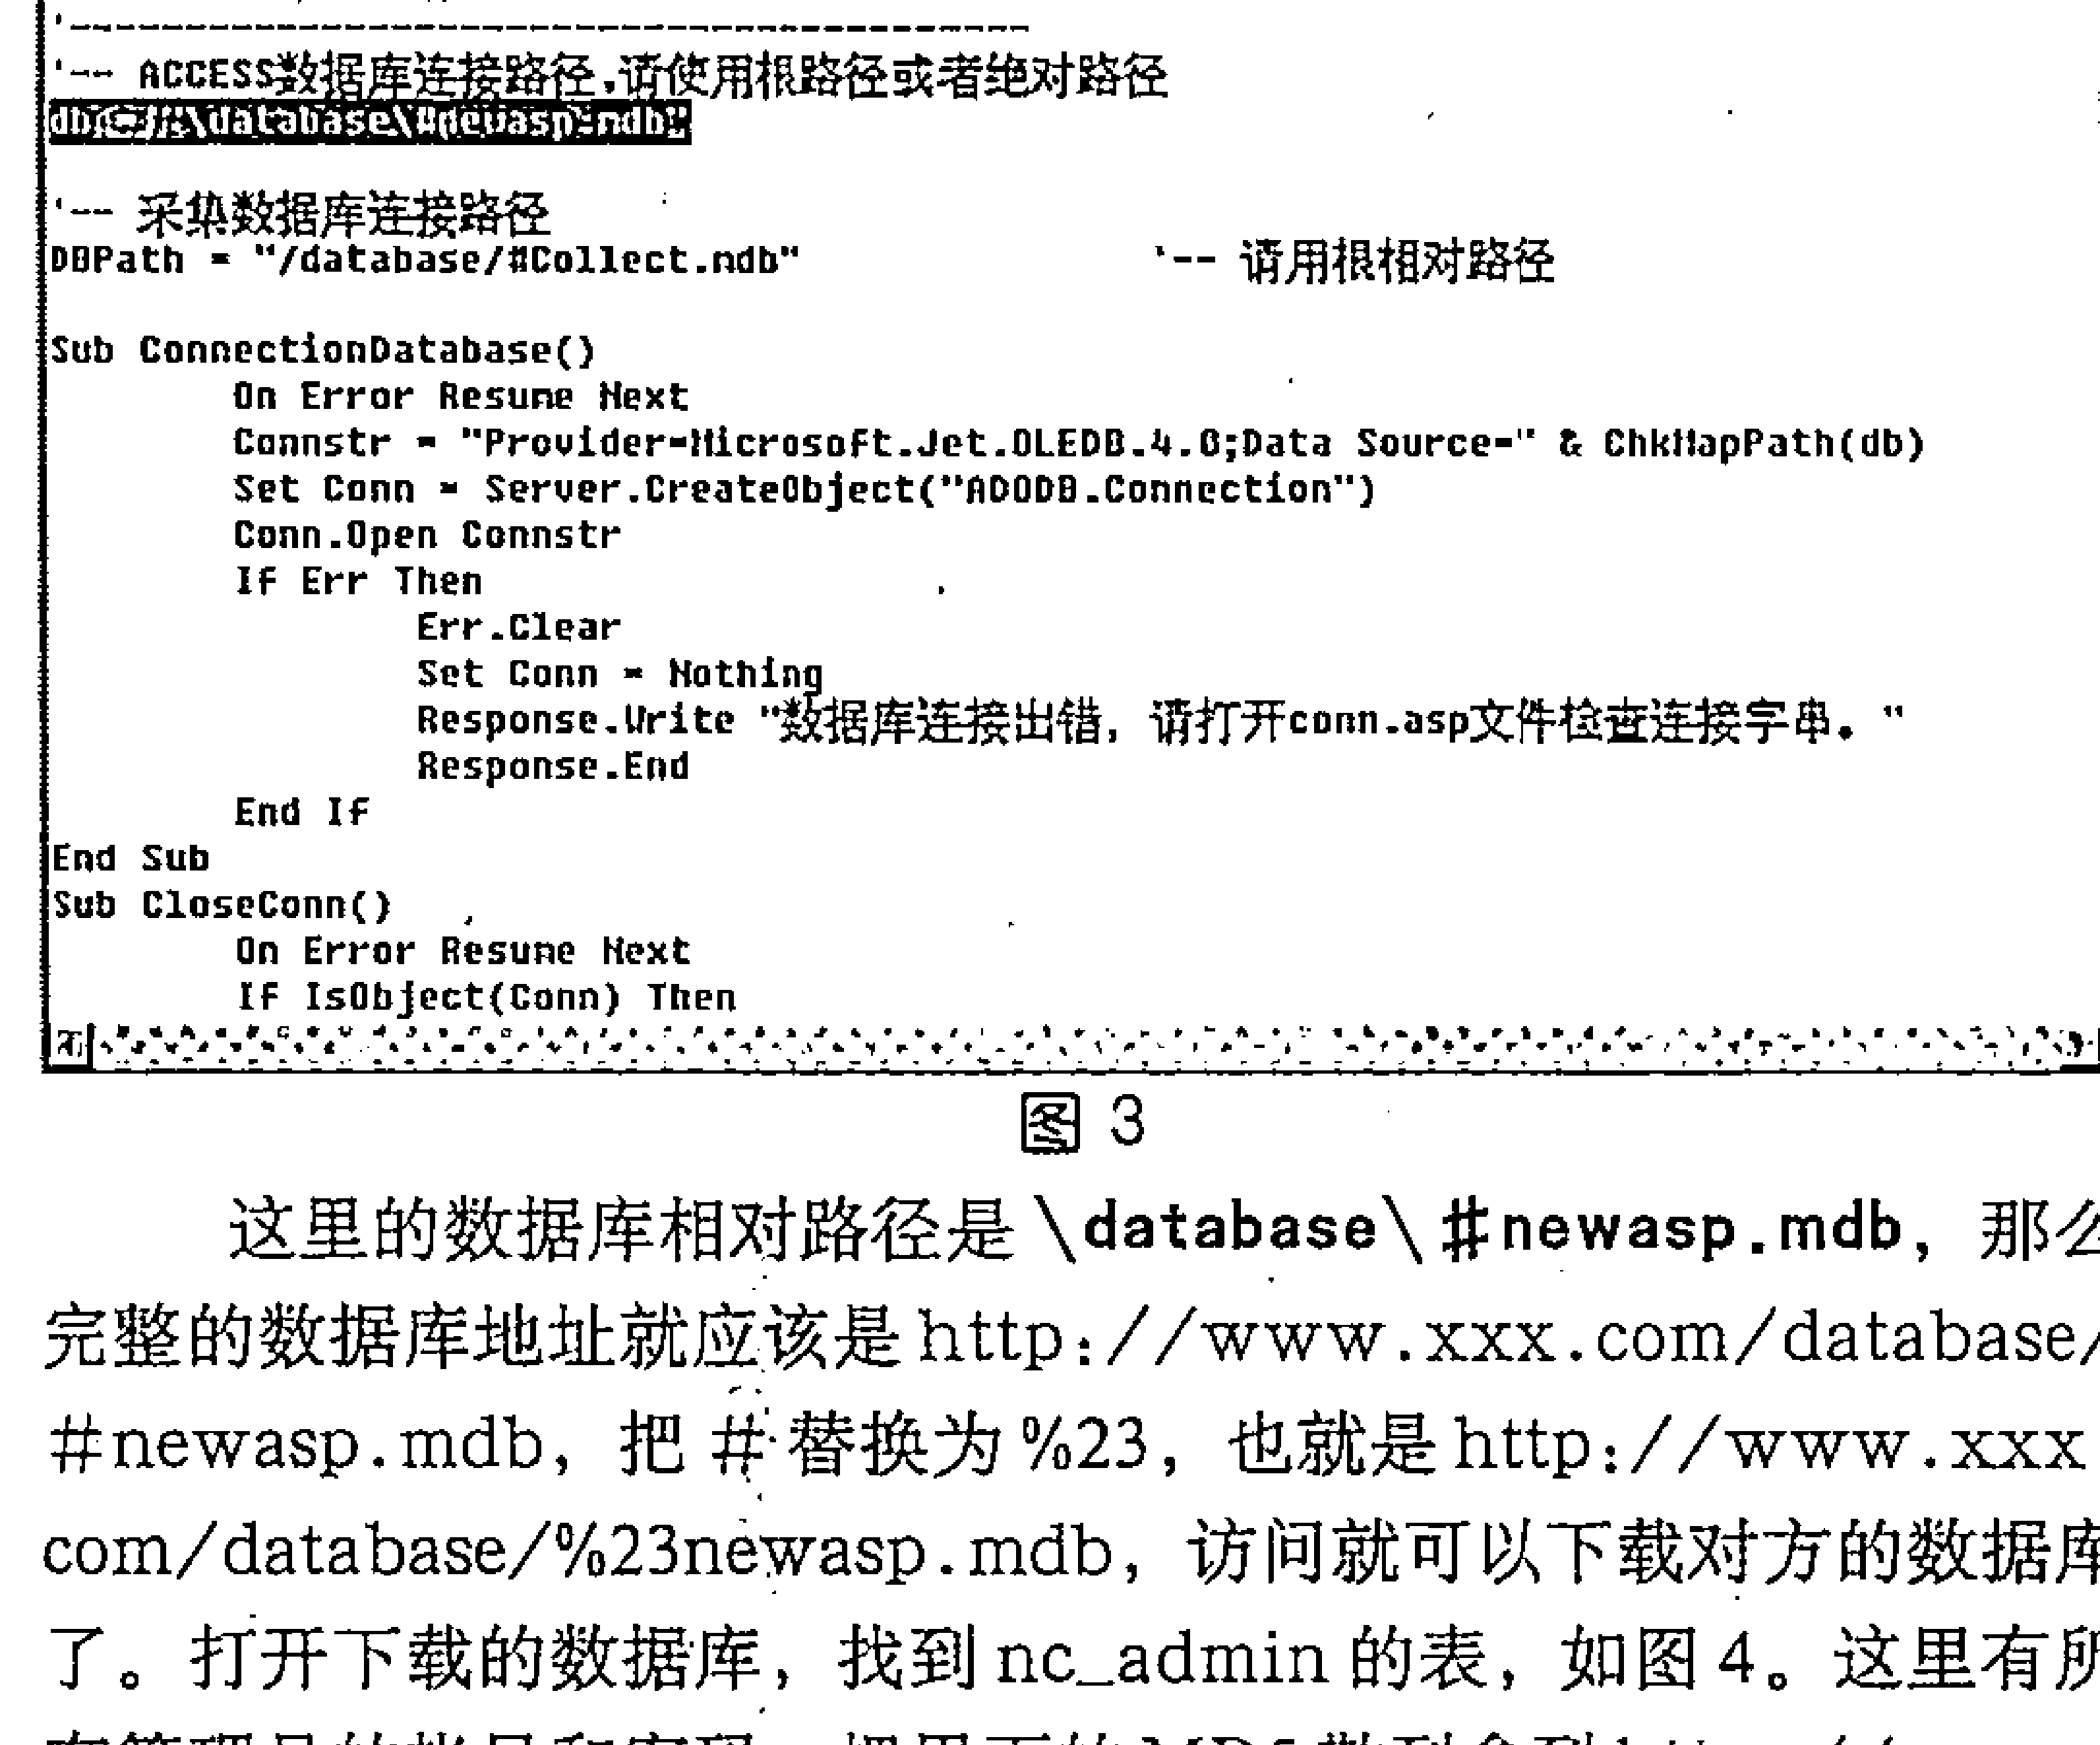 '-----------------------------------------
'-- ACCESS数据库连接路径,请使用根路径或者绝对路径
\database\#newasp.mdb"
'-- 采集数据库连接路径
DBPath = "/database/#Collect.mdb" '-- 请用根相对路径
Sub ConnectionDatabase()
On Error Resume Next
Connstr = "Provider=Microsoft.Jet.OLEDB.4.0;Data Source=" & ChkMapPath(db)
Set Conn = Server.CreateObject("ADODB.Connection")
Conn.Open Connstr
If Err Then
Err.Clear
Set Conn = Nothing
Response.Write "数据库连接出错，请打开conn.asp文件检查连接字串。"
Response.End
End If
End Sub
Sub CloseConn()
On Error Resume Next
If IsObject(Conn) Then
图 3
这里的数据库相对路径是\database\#newasp.mdb，那么
完整的数据库地址就应该是http://www.xxx.com/database/
#newasp.mdb，把#替换为%23，也就是http://www.xxx
com/database/%23newasp.mdb，访问就可以下载对方的数据库
了。打开下载的数据库，找到nc_admin的表，如图4。这里有所